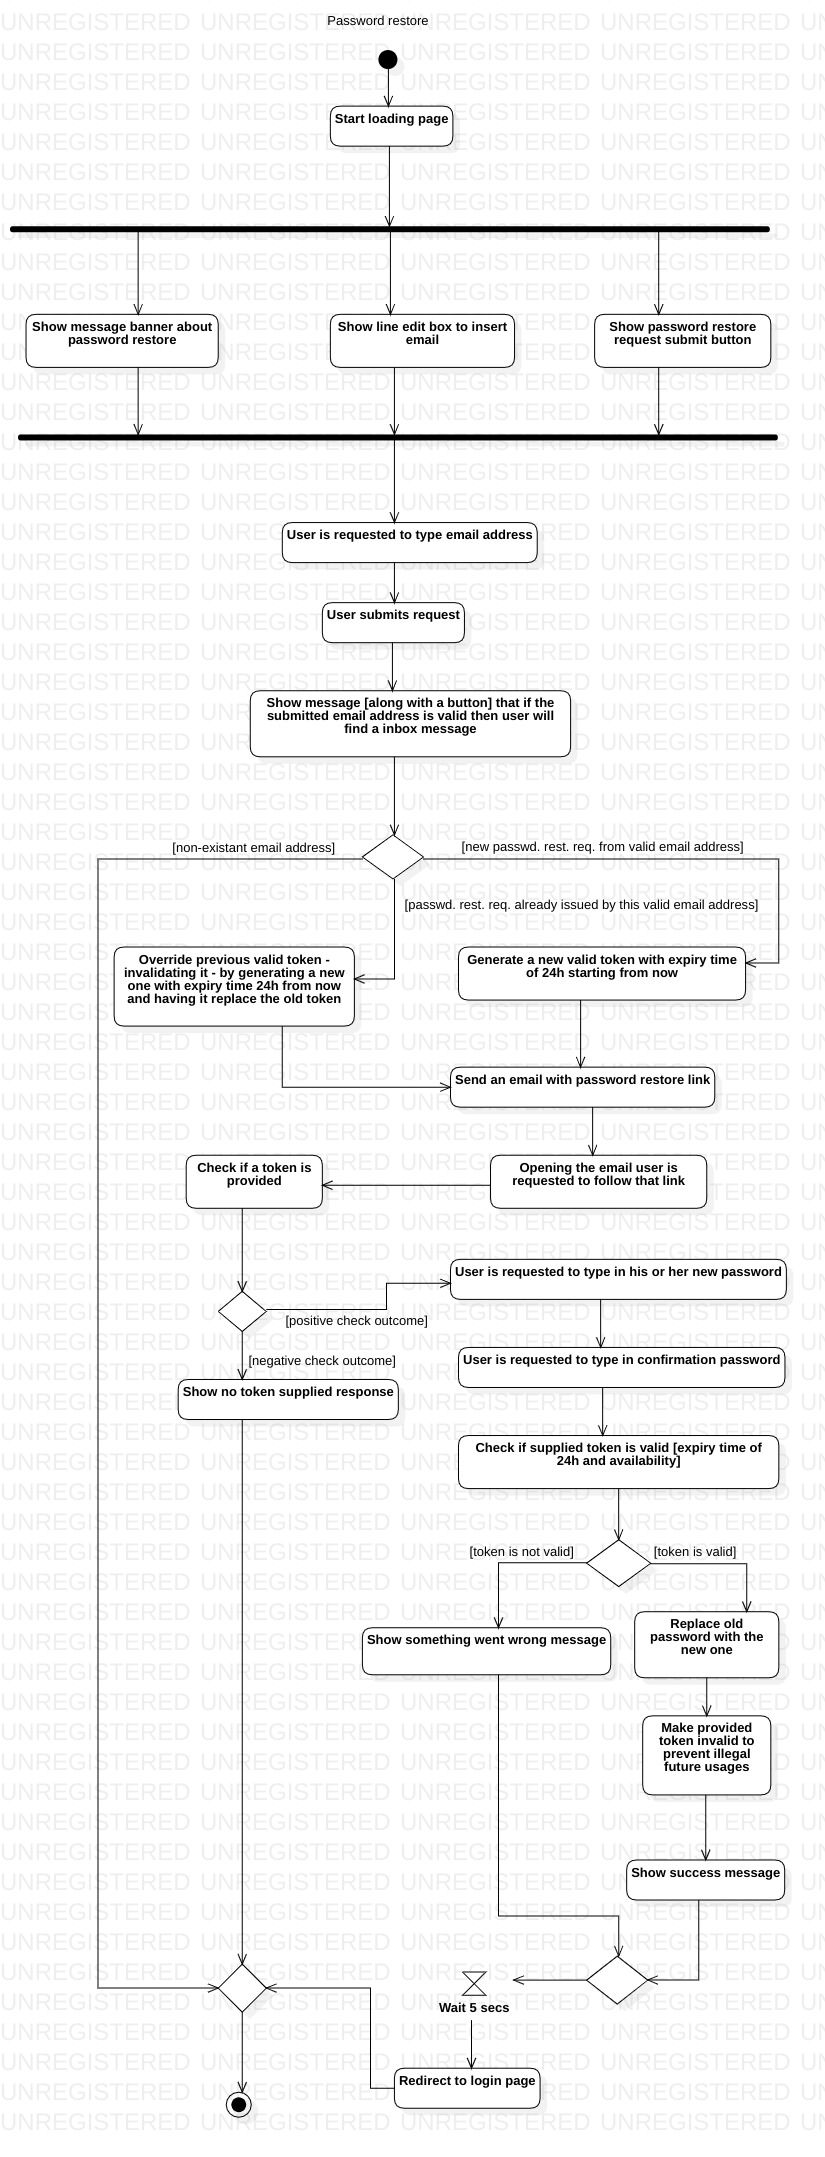 Password restore
Start loading page
Show message banner about
password restore
Show line edit box to insert
email
Show password restore
request submit button
User is requested to type email address
User submits request
Show message [along with a button] that if the
submitted email address is valid then user will
find a inbox message
[non-existant email address]
[new passwd. rest. req. from valid email address]
[passwd. rest. req. already issued by this valid email address]
Override previous valid token -
invalidating it - by generating a new
one with expiry time 24h from now
and having it replace the old token
Generate a new valid token with expiry time
of 24h starting from now
Send an email with password restore link
Check if a token is
provided
Opening the email user is
requested to follow that link
User is requested to type in his or her new password
[positive check outcome]
[negative check outcome]
User is requested to type in confirmation password
Show no token supplied response
Check if supplied token is valid [expiry time of
24h and availability]
[token is not valid]
[token is valid]
Show something went wrong message
Replace old
password with the
new one
Make provided
token invalid to
prevent illegal
future usages
Show success message
Wait 5 secs
Redirect to login page
UNREGISTERED